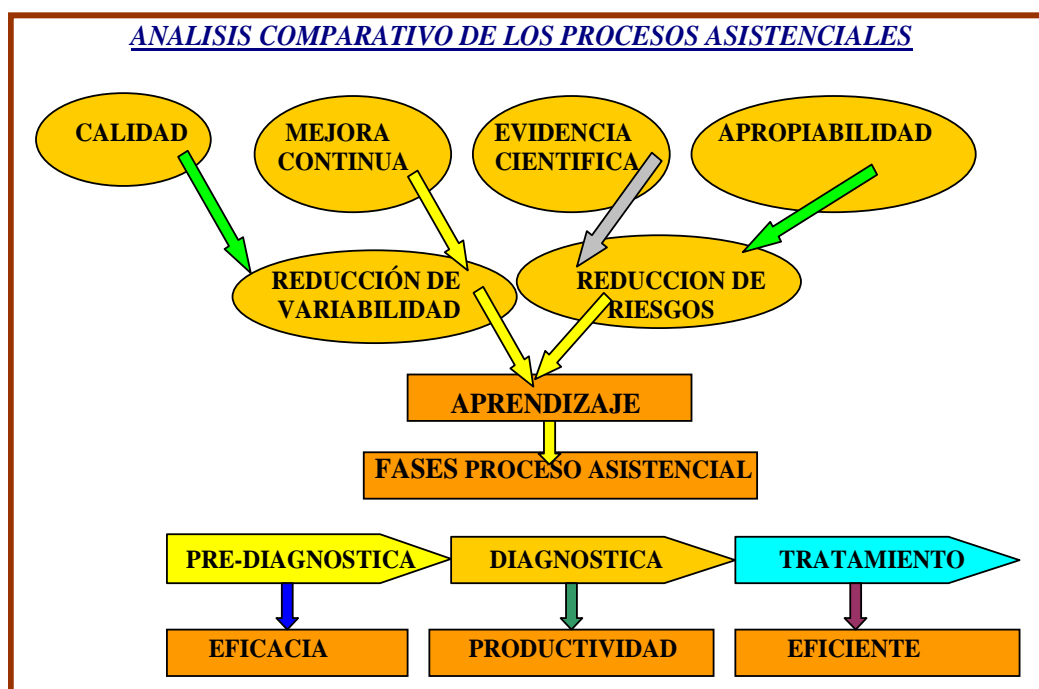 ANALISIS COMPARATIVO DE LOS PROCESOS ASISTENCIALES
CALIDAD
MEJORA
CONTINUA
EVIDENCIA
CIENTIFICA
APROPIABILIDAD
REDUCCIÓN DE
VARIABILIDAD
REDUCCION DE
RIESGOS
APRENDIZAJE
FASES PROCESO ASISTENCIAL
PRE-DIAGNOSTICA
DIAGNOSTICA
TRATAMIENTO
EFICACIA
PRODUCTIVIDAD
EFICIENTE